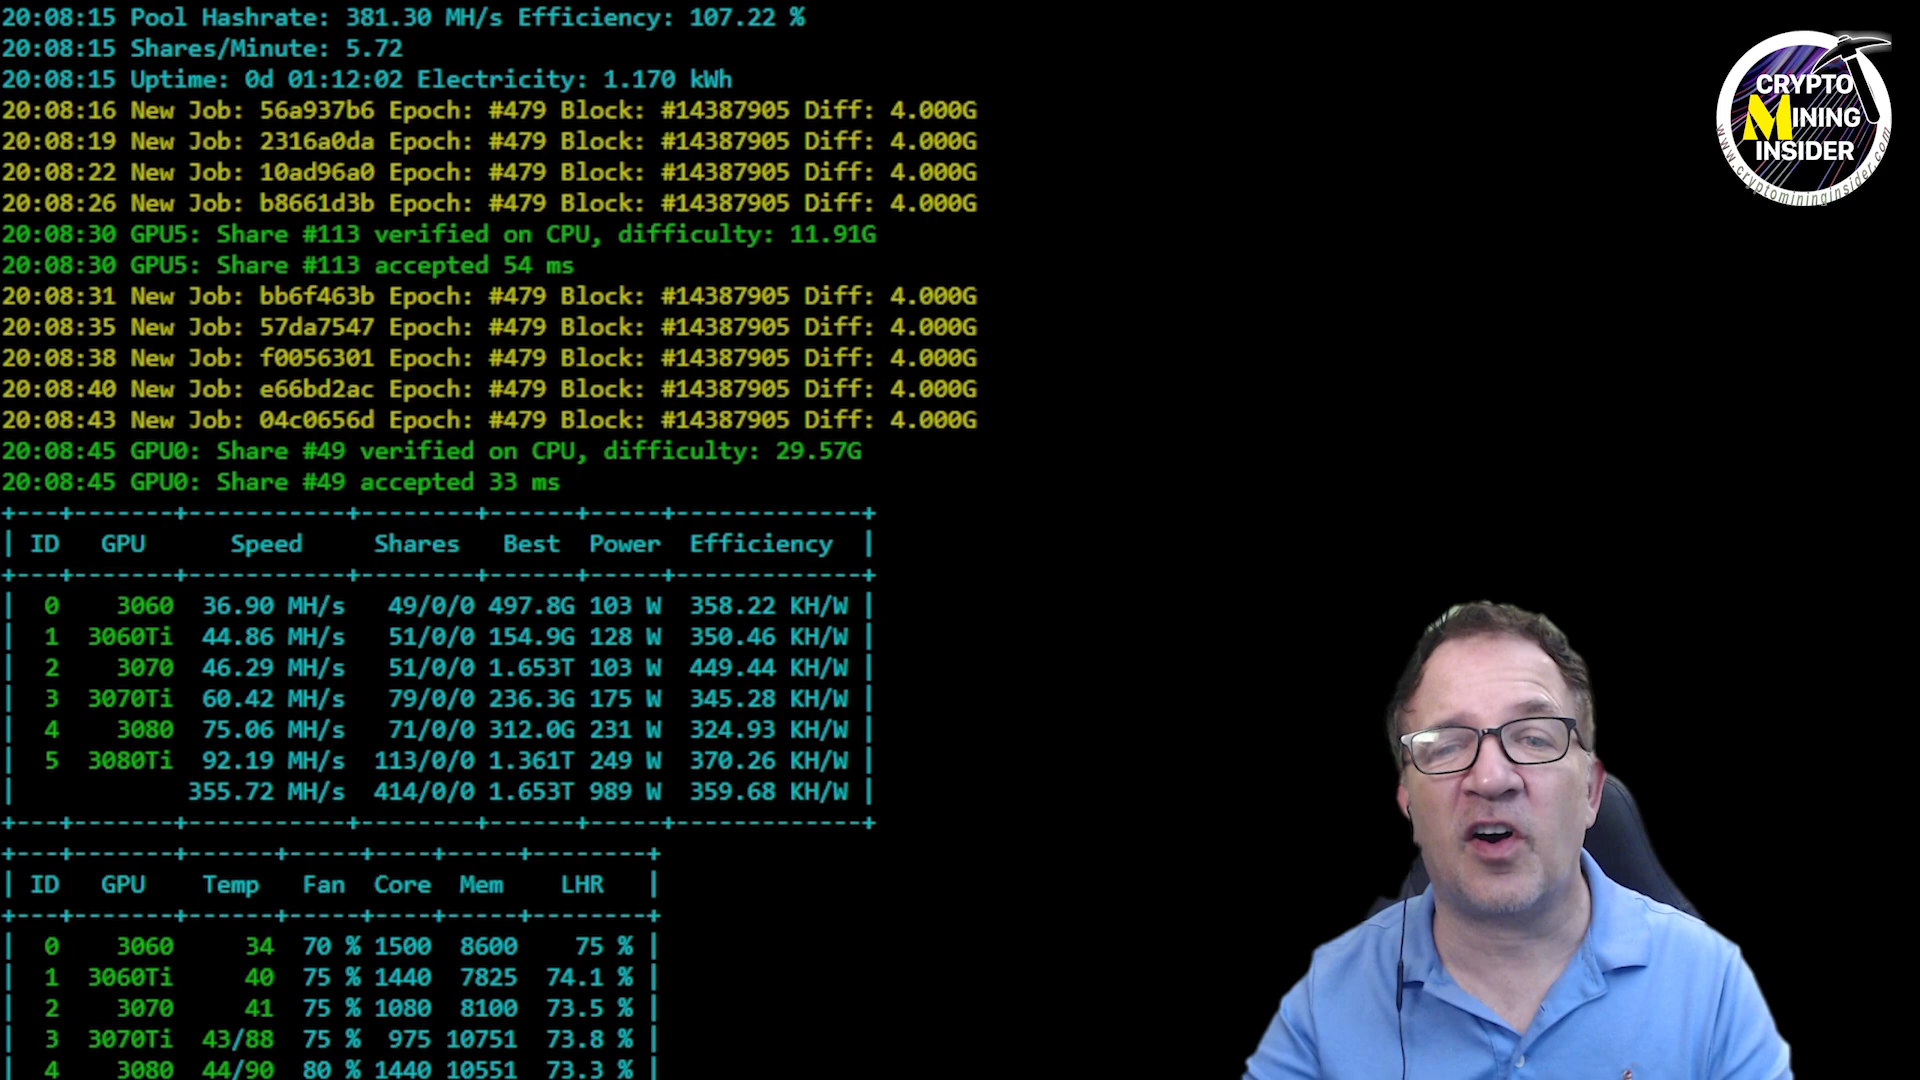 20:08:15 Pool Hashrate: 381.30 MH/s Efficiency: 107.22 %
20:08:15 Shares/Minute: 5.72
20:08:15 Uptime: 0d 01:12:02 Electricity: 1.170 kWh
20:08:16 New Job: 56a937b6 Epoch: #479 Block: #14387905 Diff: 4.000G
20:08:19 New Job: 2316a0da Epoch: #479 Block: #14387905 Diff: 4.000G
20:08:22 New Job: 10ad96a0 Epoch: #479 Block: #14387905 Diff: 4.000G
20:08:26 New Job: b8661d3b Epoch: #479 Block: #14387905 Diff: 4.000G
20:08:30 GPU5: Share #113 verified on CPU, difficulty: 11.91G
20:08:30 GPU5: Share #113 accepted 54 ms
20:08:31 New Job: bb6f463b Epoch: #479 Block: #14387905 Diff: 4.000G
20:08:35 New Job: 57da7547 Epoch: #479 Block: #14387905 Diff: 4.000G
20:08:38 New Job: f0056301 Epoch: #479 Block: #14387905 Diff: 4.000G
20:08:40 New Job: e66bd2ac Epoch: #479 Block: #14387905 Diff: 4.000G
20:08:43 New Job: 04c0656d Epoch: #479 Block: #14387905 Diff: 4.000G
20:08:45 GPU0: Share #49 verified on CPU, difficulty: 29.57G
20:08:45 GPU0: Share #49 accepted 33 ms
ID GPU Speed Shares Best Power Efficiency
0 3060 36.90 MH/s 49/0/0 497.8G 103 W 358.22 KH/W
1 3060Ti 44.86 MH/s 51/0/0 154.9G 128 W 350.46 KH/W
2 3070 46.29 MH/s 51/0/0 1.653T 103 W 449.44 KH/W
3 3070Ti 60.42 MH/s 79/0/0 236.3G 175 W 345.28 KH/W
4 3080 75.06 MH/s 71/0/0 312.0G 231 W 324.93 KH/W
5 3080Ti 92.19 MH/s 113/0/0 1.361T 249 W 370.26 KH/W
355.72 MH/s 414/0/0 1.653T 989 W 359.68 KH/W
ID GPU Temp Fan Core Mem LHR
0 3060 34 70 % 1500 8600 75 %
1 3060Ti 40 75 % 1440 7825 74.1 %
2 3070 41 75 % 1080 8100 73.5 %
3 3070Ti 43/88 75 % 975 10751 73.8 %
4 3080 44/90 80 % 1440 10551 73.3 %
CRYPTO
MINING
INSIDER
www.cryptomininginsider.com